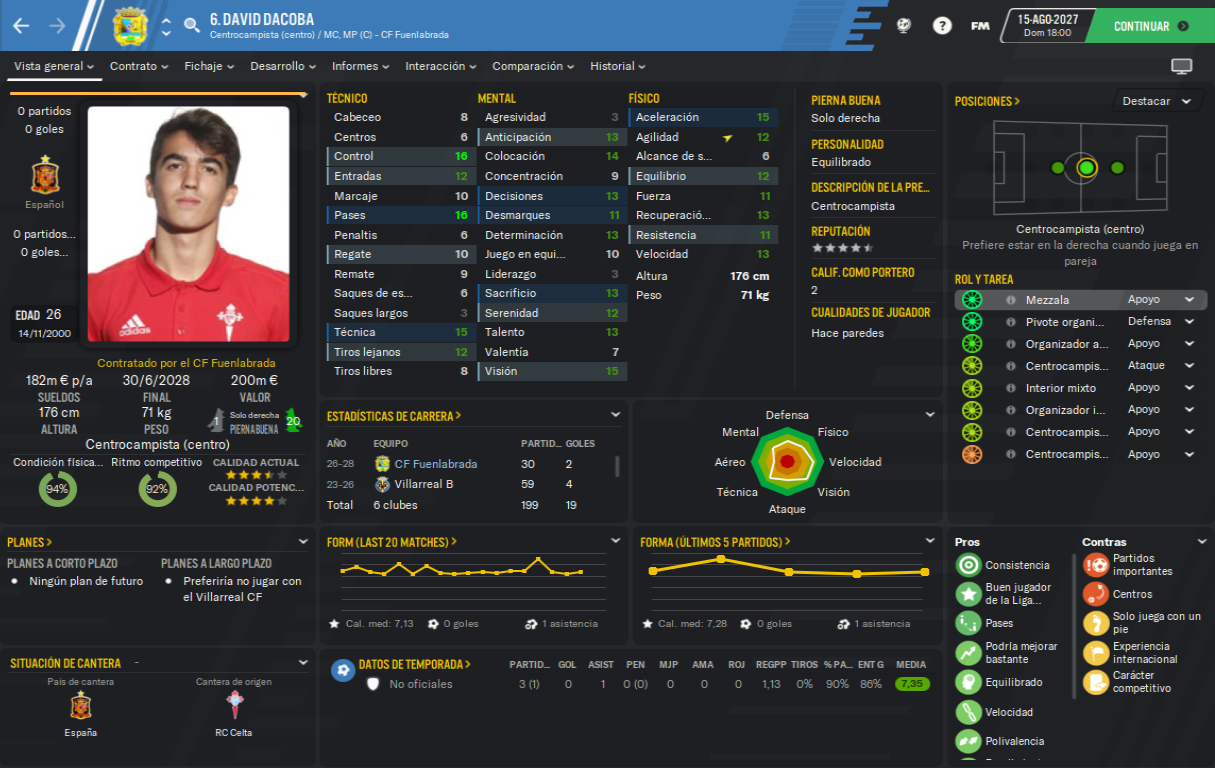 6. DAVID DACOBA
Centrocampista (centro) / MC, MP (C) - CF Fuenlabrada
?
FM
15-AGO-2027
Dom 18:00
CONTINUAR
Vista general
Contrato
Fichaje
Desarrollo
Informes
Interacción
Comparación
Historial
0 partidos
0 goles
Español
0 partidos...
0 goles...
EDAD 26
14/11/2000
adidas
Contratado por el CF Fuenlabrada
182m € p/a 30/6/2028 200m €
SUELDOS FINAL VALOR
176 cm 71 kg 1 Solo derecha 20
ALTURA PESO PIERNA BUENA
Centrocampista (centro)
Condición física... Ritmo competitivo CALIDAD ACTUAL
94% 92%
CALIDAD POTENC...
TÉCNICO
Cabeceo 8
Centros 6
Control 16
Entradas 12
Marcaje 10
Pases 16
Penaltis 6
Regate 10
Remate 9
Saques de es... 6
Saques largos 3
Técnica 15
Tiros lejanos 12
Tiros libres 8
MENTAL
Agresividad 3
Anticipación 13
Colocación 14
Concentración 9
Decisiones 13
Desmarques 11
Determinación 13
Juego en equi... 10
Liderazgo 3
Sacrificio 13
Serenidad 12
Talento 13
Valentía 7
Visión 15
FÍSICO
Aceleración 15
Agilidad 12
Alcance de s... 6
Equilibrio 12
Fuerza 11
Recuperació... 13
Resistencia 11
Velocidad 13
Altura 176 cm
Peso 71 kg
PIERNA BUENA
Solo derecha
PERSONALIDAD
Equilibrado
DESCRIPCIÓN DE LA PRE...
Centrocampista
REPUTACIÓN
CALIF. COMO PORTERO
2
CUALIDADES DE JUGADOR
Hace paredes
POSICIONES >
Destacar
Centrocampista (centro)
Prefiere estar en la derecha cuando juega en
pareja
ROL Y TAREA
Mezzala Apoyo
Pivote organi... Defensa
Organizador a... Apoyo
Centrocampis... Ataque
Interior mixto Apoyo
Organizador i... Apoyo
Centrocampis... Apoyo
Centrocampis... Apoyo
ESTADÍSTICAS DE CARRERA >
AÑO EQUIPO PARTID... GOLES
26-28 CF Fuenlabrada 30 2
23-26 Villarreal B 59 4
Total 6 clubes 199 19
Defensa
Mental Físico
Aéreo Velocidad
Técnica Visión
Ataque
PLANES >
PLANES A CORTO PLAZO
Ningún plan de futuro
PLANES A LARGO PLAZO
Preferiría no jugar con
el Villarreal CF
FORM (LAST 20 MATCHES) >
Cal. med: 7,13 0 goles 1 asistencia
FORMA (ÚLTIMOS 5 PARTIDOS) >
Cal. med: 7,28 0 goles 1 asistencia
SITUACIÓN DE CANTERA -
País de cantera
España
Cantera de origen
RC Celta
DATOS DE TEMPORADA >
PARTID... GOL ASIST PEN MJP AMA ROJ REGPP TIROS % PA... ENT G MEDIA
No oficiales 3 (1) 0 1 0 (0) 0 0 0 1,13 0% 90% 86% 7,35
Pros
Consistencia
Buen jugador
de la Liga...
Pases
Podría mejorar
bastante
Equilibrado
Velocidad
Polivalencia
Contras
Partidos
importantes
Centros
Solo juega con un
pie
Experiencia
internacional
Carácter
competitivo